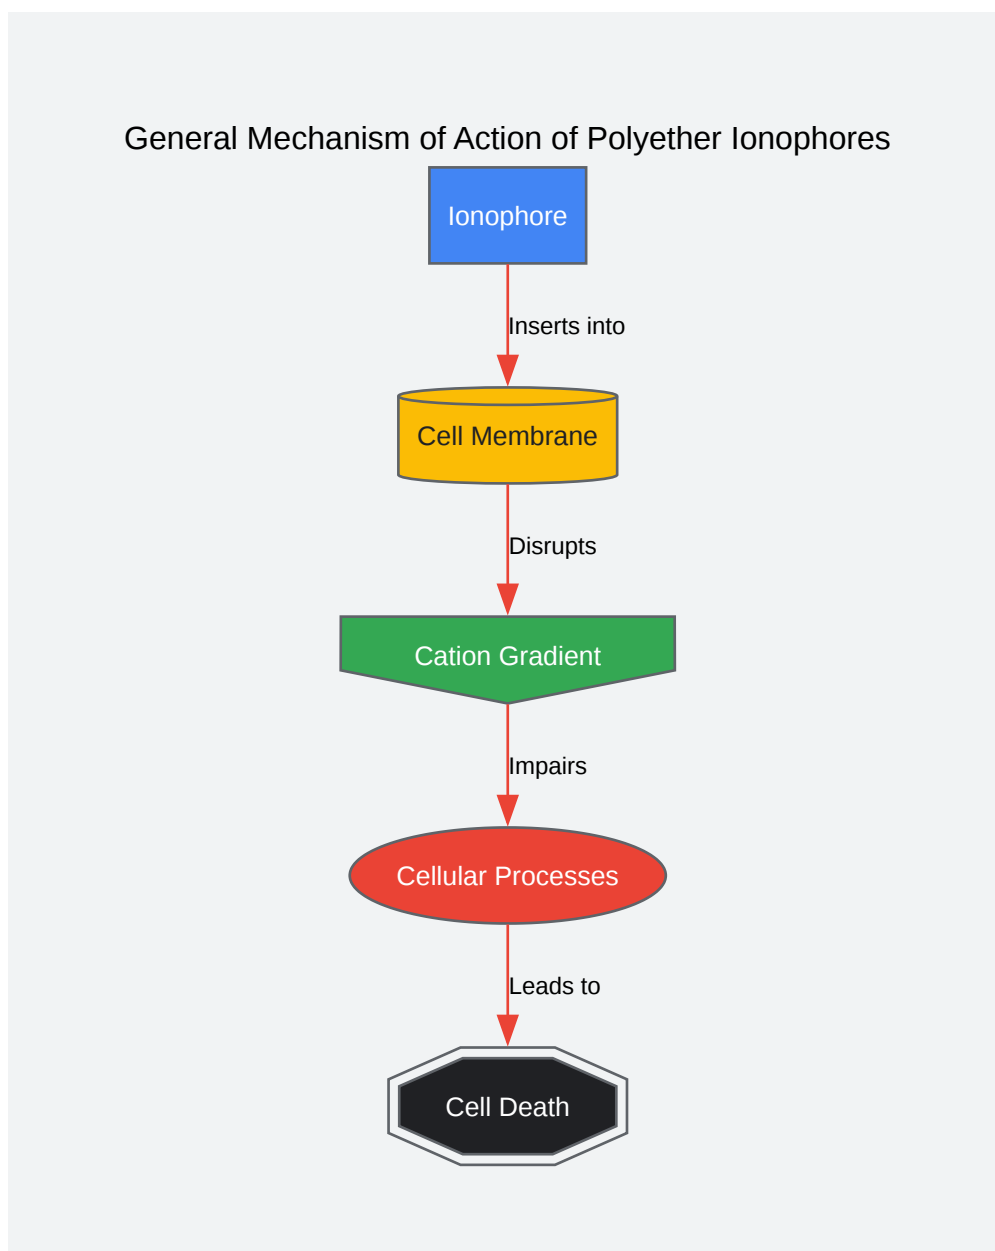 General Mechanism of Action of Polyether Ionophores
Ionophore
Inserts into
Cell Membrane
Disrupts
Cation Gradient
Impairs
Cellular Processes
Leads to
Cell Death